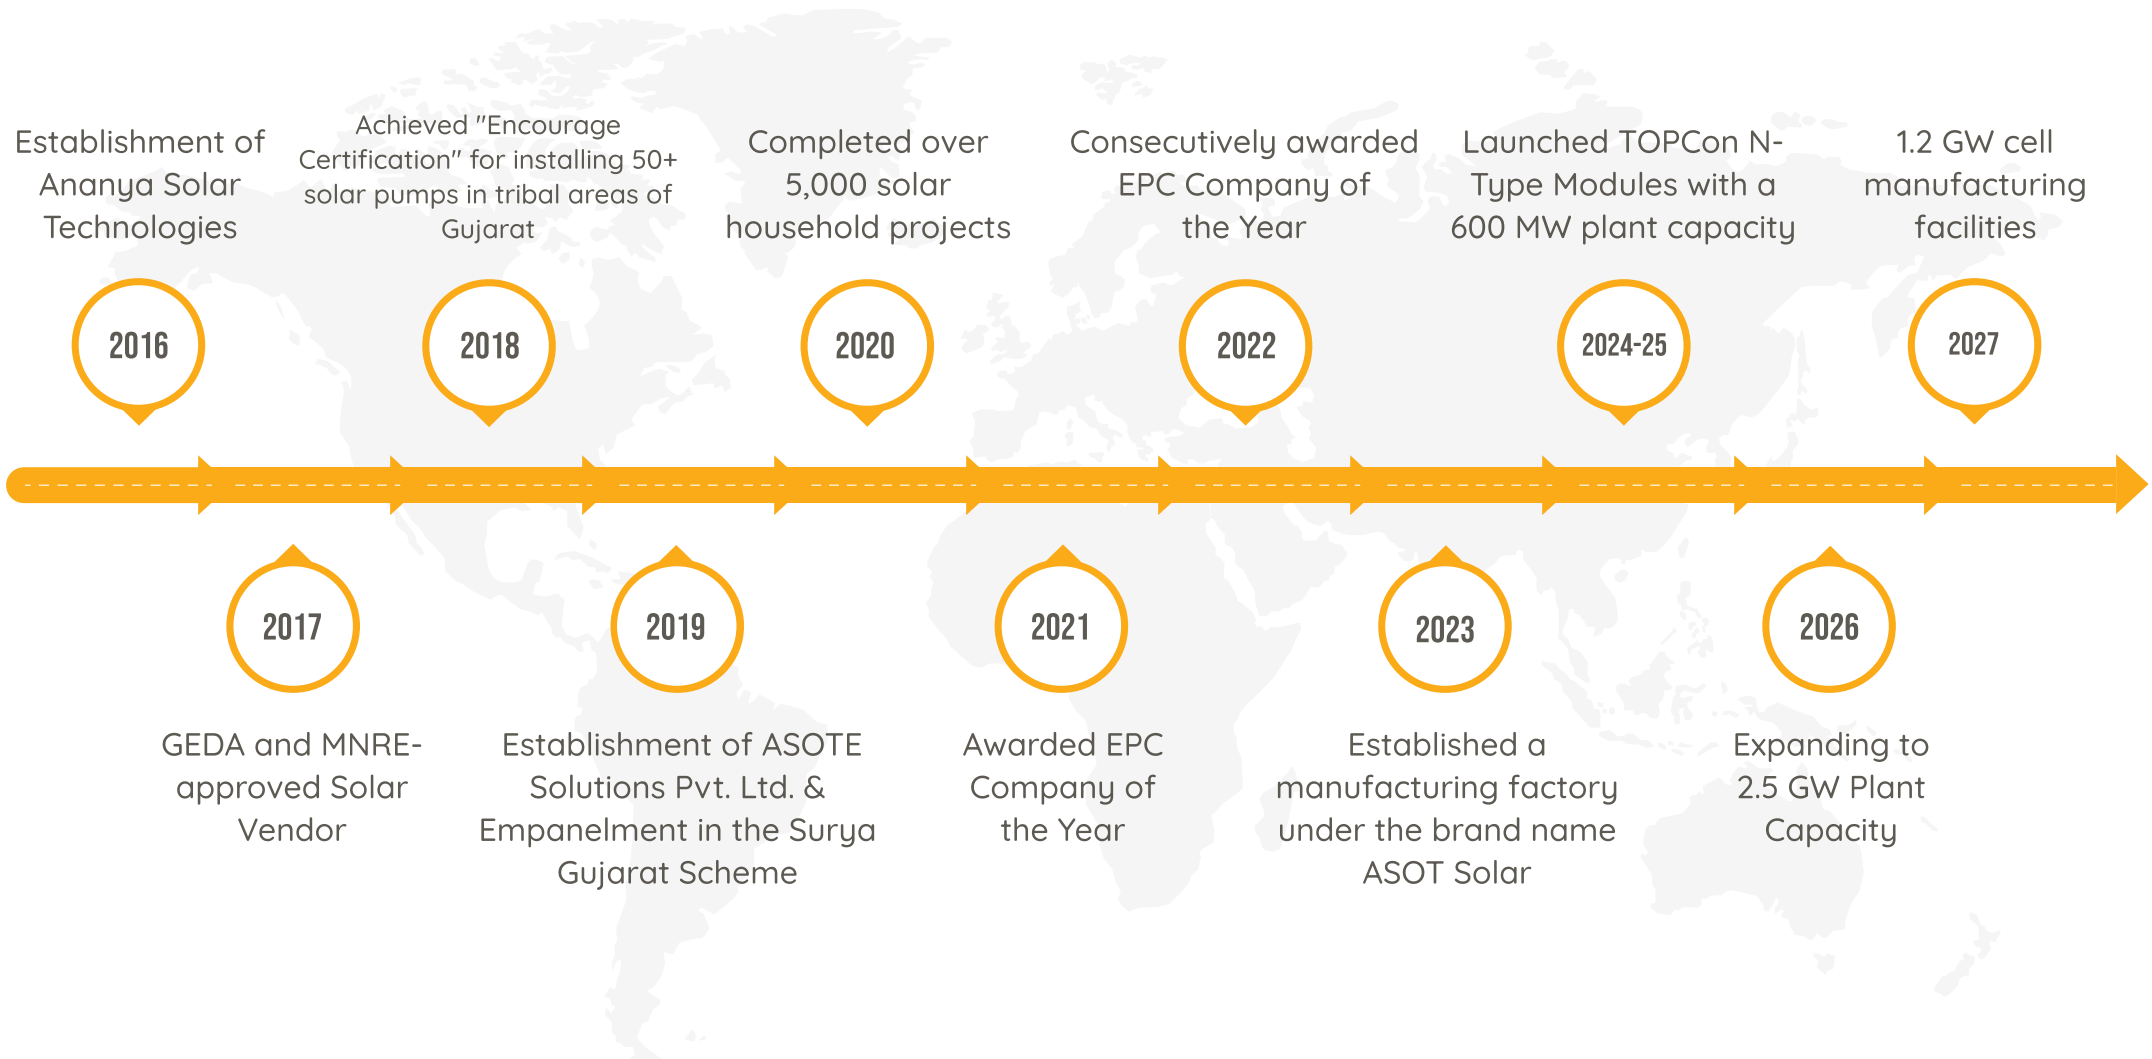 Establishment of
Ananya Solar
Technologies
2016
GEDA and MNRE-
approved Solar
Vendor
2017
Achieved "Encourage
Certification" for installing 50+
solar pumps in tribal areas of
Gujarat
2018
2019
Establishment of ASOTE
Solutions Pvt. Ltd. &
Empanelment in the Surya
Gujarat Scheme
Completed over
5,000 solar
household projects
2020
2021
Awarded EPC
Company of
the Year
Consecutively awarded
EPC Company of
the Year
2022
2023
Established a
manufacturing factory
under the brand name
ASOT Solar
Launched TOPCon N-
Type Modules with a
600 MW plant capacity
2024-25
2026
Expanding to
2.5 GW Plant
Capacity
1.2 GW cell
manufacturing
facilities
2027